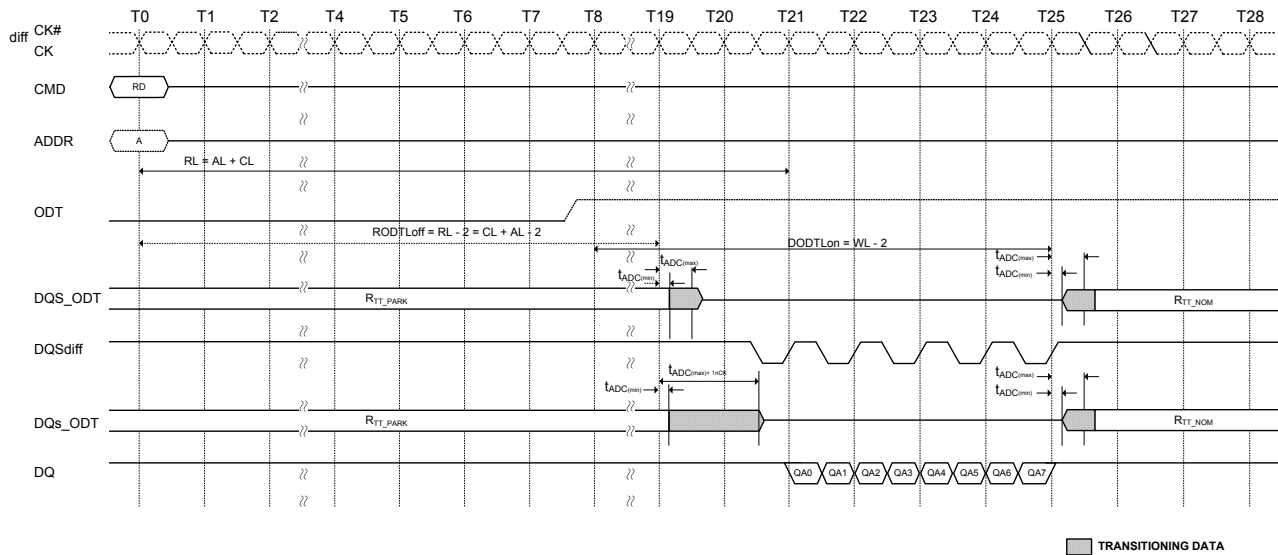 T0 T1 T2 T4 T5 T6 T7 T8 T19 T20 T21 T22 T23 T24 T25 T26 T27 T28
diff CK#
CK
CMD RD
ADDR A
RL = AL + CL
ODT
RODTLoff = RL - 2 = CL + AL - 2
DODTLon = WL - 2
tADC(max) tADC(max)
tADC(min) tADC(min)
DQS_ODT RTT_PARK RTT_NOM
DQSdiff
tADC(max)+ 1nCK tADC(max)
tADC(min) tADC(min)
DQs_ODT RTT_PARK RTT_NOM
DQ QA0 QA1 QA2 QA3 QA4 QA5 QA6 QA7
TRANSITIONING DATA